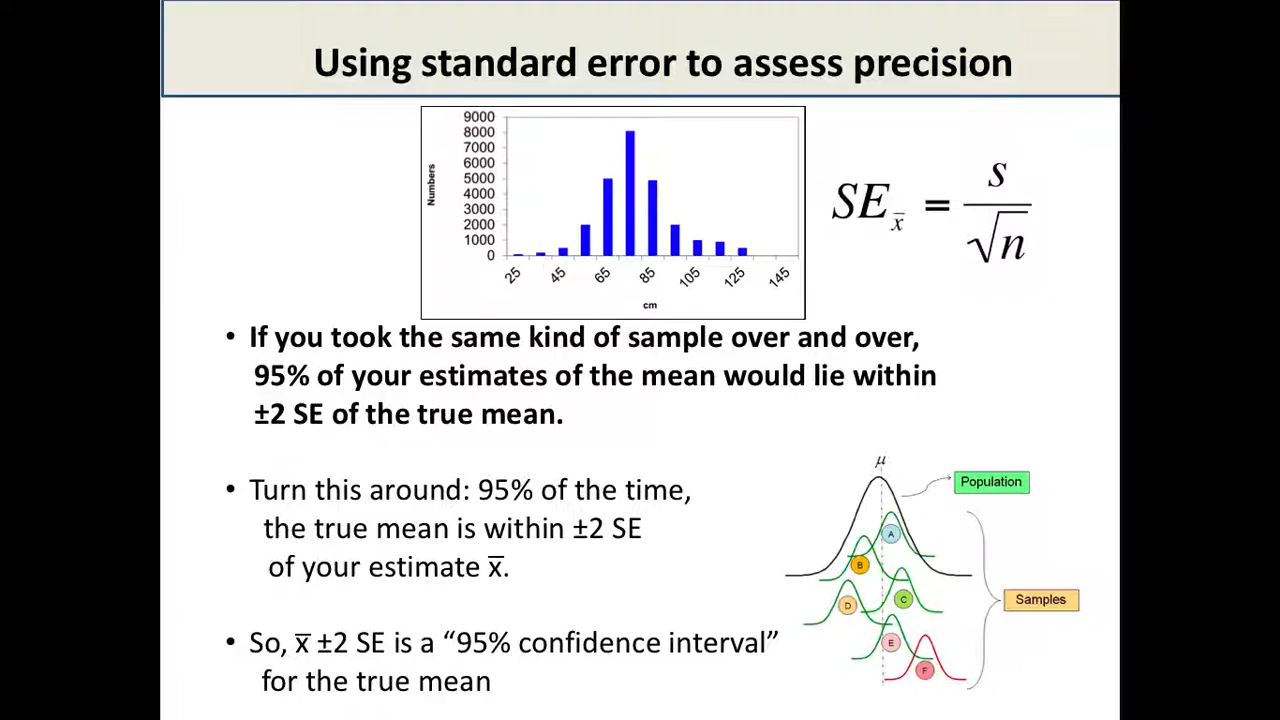 Using standard error to assess precision
9000
8000
7000
6000
5000
4000
3000
2000
1000
0
Numbers
25
45
65
85
105
125
145
cm
SE x̄ = s / √n
• If you took the same kind of sample over and over,
95% of your estimates of the mean would lie within
±2 SE of the true mean.
• Turn this around: 95% of the time,
the true mean is within ±2 SE
of your estimate x̄.
• So, x̄ ±2 SE is a “95% confidence interval”
for the true mean
μ
Population
A
B
C
D
E
F
Samples